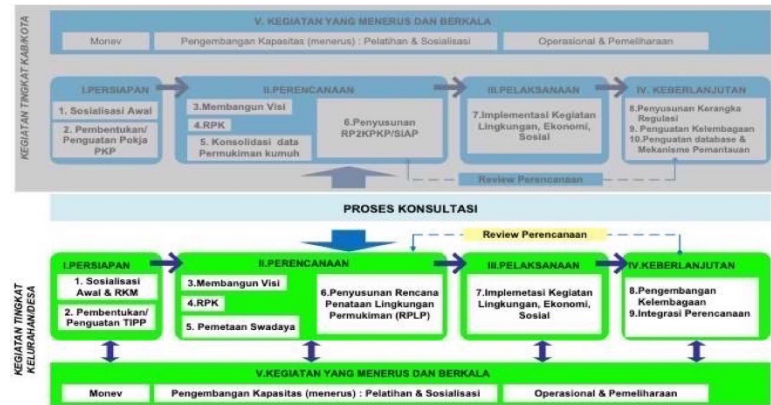 KEGIATAN TINGKAT KAB/KOTA
V. KEGIATAN YANG MENERUS DAN BERKALA
Monev
Pengembangan Kapasitas (menerus) : Pelatihan & Sosialisasi
Operasional & Pemeliharaan
I.PERSIAPAN
1. Sosialisasi Awal
2. Pembentukan/
Penguatan Pokja
PKP
II.PERENCANAAN
3.Membangun Visi
4.RPK
5. Konsolidasi data
Permukiman kumuh
6.Penyusunan
RP2KPKP/SIAP
III.PELAKSANAAN
7.Implementasi Kegiatan
Lingkungan, Ekonomi,
Sosial
IV. KEBERLANJUTAN
8.Penyusunan Kerangka
Regulasi
9. Penguatan Kelembagaan
10.Penguatan database &
Mekanisme Pemantauan
Review Perencanaan
PROSES KONSULTASI
Review Perencanaan
KEGIATAN TINGKAT
KELURAHAN/DESA
I.PERSIAPAN
1. Sosialisasi
Awal & RKM
2. Pembentukan/
Penguatan TIPP
II.PERENCANAAN
3.Membangun Visi
4.RPK
5. Pemetaan Swadaya
6.Penyusunan Rencana
Penataan Lingkungan
Permukiman (RPLP)
III.PELAKSANAAN
7.Implemetasi Kegiatan
Lingkungan, Ekonomi,
Sosial
IV.KEBERLANJUTAN
8.Pengembangan
Kelembagaan
9.Integrasi Perencanaan
V.KEGIATAN YANG MENERUS DAN BERKALA
Monev
Pengembangan Kapasitas (menerus) : Pelatihan & Sosialisasi
Operasional & Pemeliharaan